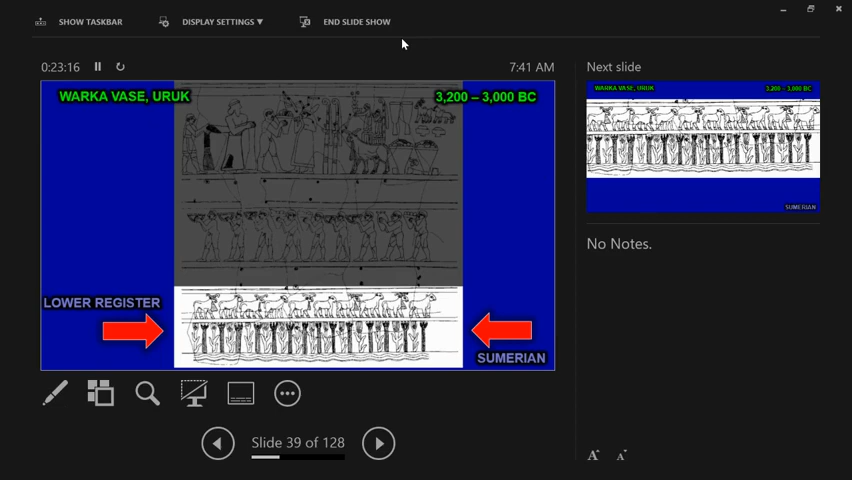 SHOW TASKBAR
DISPLAY SETTINGS ▼
END SLIDE SHOW
0:23:16
7:41 AM
WARKA VASE, URUK
3,200 – 3,000 BC
LOWER REGISTER
SUMERIAN
Slide 39 of 128
Next slide
WARKA VASE, URUK
3,200 – 3,000 BC
SUMERIAN
No Notes.
A
A